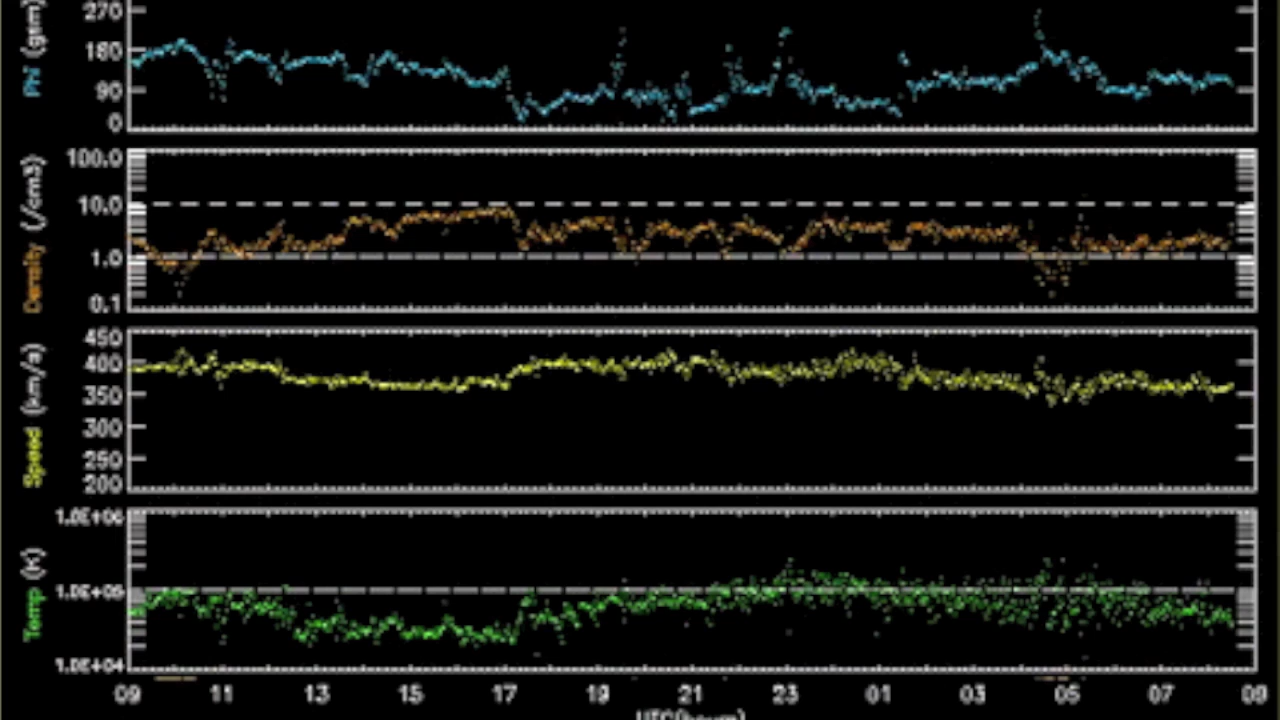 Phi (gsm)
270
180
90
0
Density (/cm3)
100.0
10.0
1.0
0.1
Speed (km/s)
450
400
350
300
250
200
Temp (K)
1.0E+06
1.0E+05
1.0E+04
09 11 13 15 17 19 21 23 01 03 05 07 09
UTC(hours)